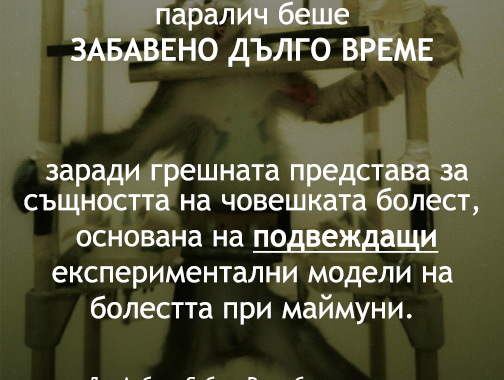 паралич беше
ЗАБАВЕНО ДЪЛГО ВРЕМЕ
заради грешната представа за
същността на човешката болест,
основана на подвеждащи
експериментални модели на
болестта при маймуни.